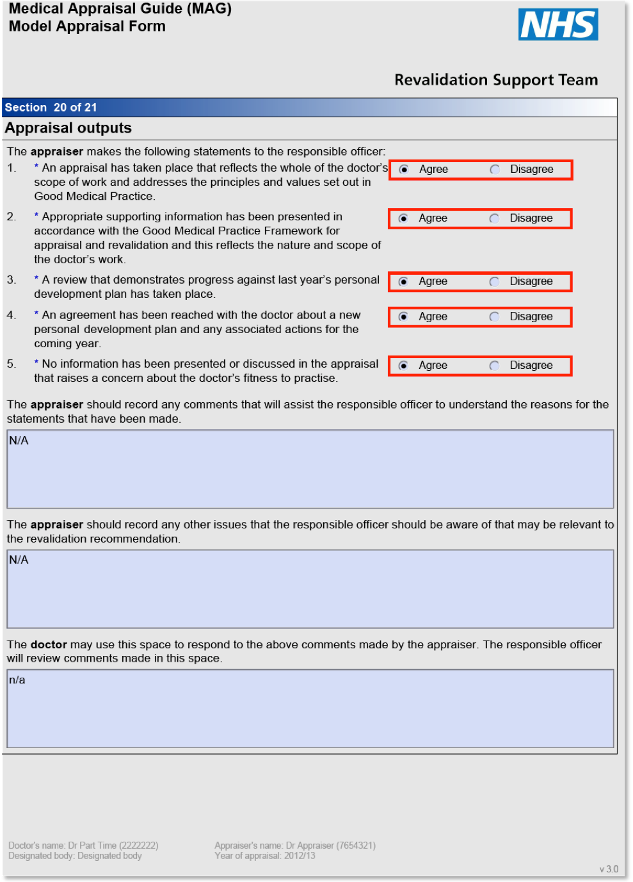 Medical Appraisal Guide (MAG)
Model Appraisal Form
NHS
Revalidation Support Team
Section 20 of 21
Appraisal outputs
The appraiser makes the following statements to the responsible officer:
1. * An appraisal has taken place that reflects the whole of the doctor's Agree Disagree
scope of work and addresses the principles and values set out in
Good Medical Practice.
2. * Appropriate supporting information has been presented in Agree Disagree
accordance with the Good Medical Practice Framework for
appraisal and revalidation and this reflects the nature and scope of
the doctor's work.
3. * A review that demonstrates progress against last year's personal Agree Disagree
development plan has taken place.
4. * An agreement has been reached with the doctor about a new Agree Disagree
personal development plan and any associated actions for the
coming year.
5. * No information has been presented or discussed in the appraisal Agree Disagree
that raises a concern about the doctor's fitness to practise.
The appraiser should record any comments that will assist the responsible officer to understand the reasons for the
statements that have been made.
N/A
The appraiser should record any other issues that the responsible officer should be aware of that may be relevant to
the revalidation recommendation.
N/A
The doctor may use this space to respond to the above comments made by the appraiser. The responsible officer
will review comments made in this space.
n/a
Doctor's name: Dr Part Time (2222222) Appraiser's name: Dr Appraiser (7654321)
Designated body: Designated body Year of appraisal: 2012/13
v 3.0